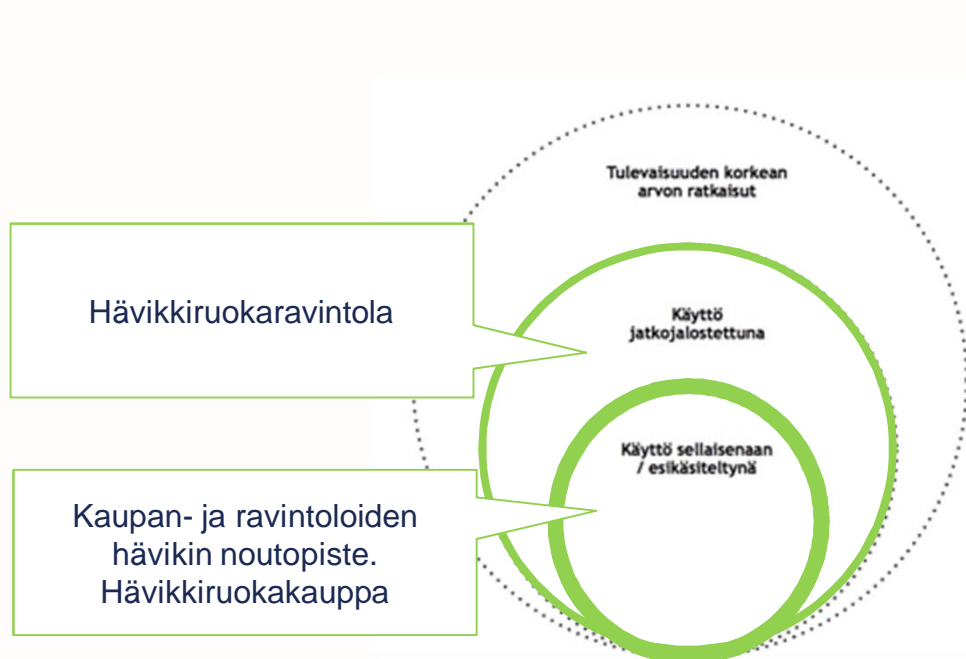 Tulevaisuuden korkean
arvon ratkaisut
Hävikkiruokaravintola
Käyttö
jatkojalostettuna
Käyttö sellaisenaan
/ esikäsiteltynä
Kaupan- ja ravintoloiden
hävikin noutopiste.
Hävikkiruokakauppa